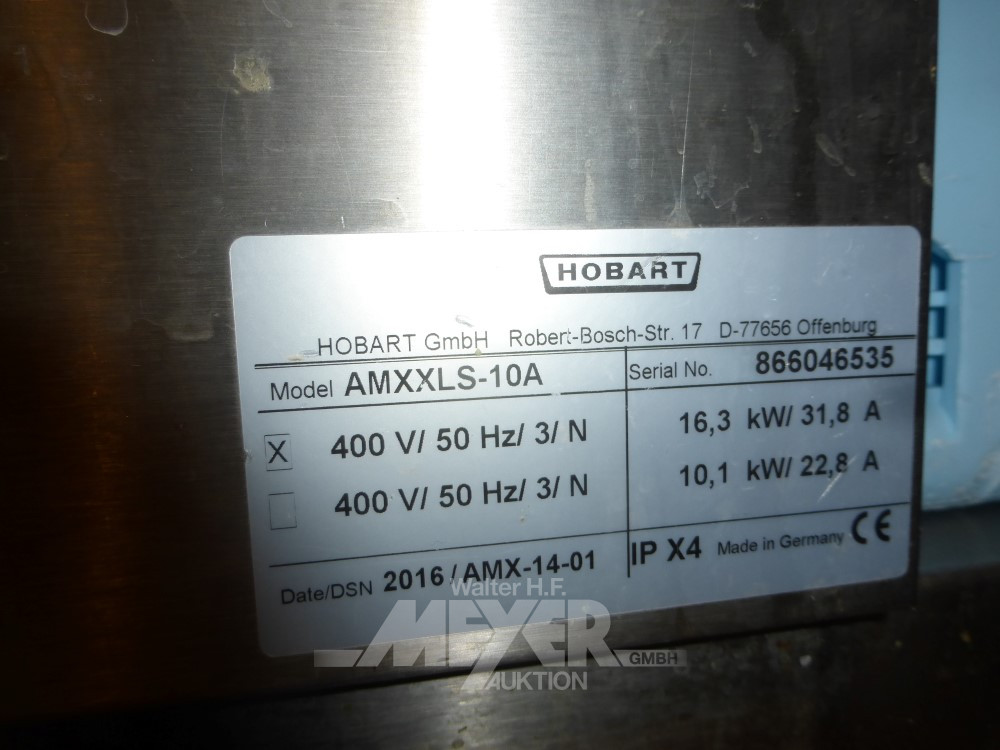 HOBART
HOBART GmbH Robert-Bosch-Str. 17 D-77656 Offenburg
Model AMXXLS-10A Serial No. 866046535
X 400 V/ 50 Hz/ 3/ N 16,3 kW/ 31,8 A
400 V/ 50 Hz/ 3/ N 10,1 kW/ 22,8 A
Date/DSN 2016 / AMX-14-01 IP X4 Made in Germany CE
Walter H.F.
MEYER GMBH
AUKTION